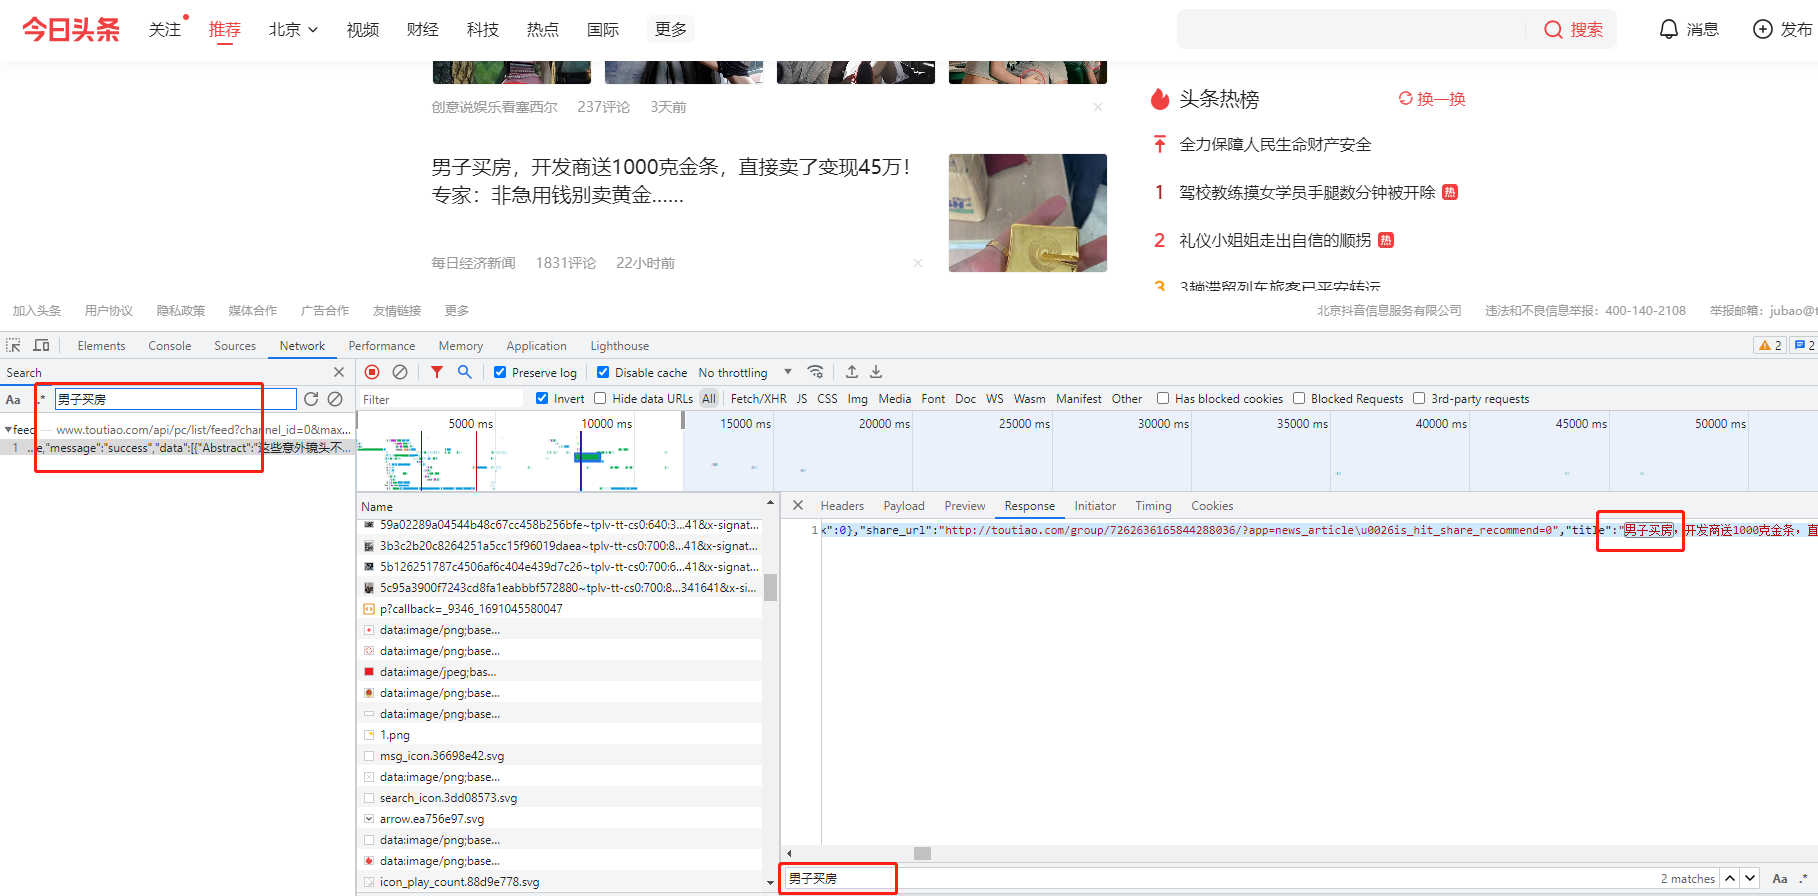 今日头条
关注 推荐 北京 视频 财经 科技 热点 国际 更多
搜索 消息 发布
创意说娱乐看塞西尔 237评论 3天前
男子买房，开发商送1000克金条，直接卖了变现45万！
专家：非急用钱别卖黄金......
每日经济新闻 1831评论 22小时前
头条热榜 换一换
全力保障人民生命财产安全
1 驾校教练摸女学员手腿数分钟被开除 热
2 礼仪小姐姐走出自信的顺拐 热
3 3趟滞留列车旅客已平安转运
加入头条 用户协议 隐私政策 媒体合作 广告合作 友情链接 更多
北京抖音信息服务有限公司 违法和不良信息举报：400-140-2108 举报邮箱：jubao@t
Elements Console Sources Network Performance Memory Application Lighthouse
2 2
Search
Preserve log Disable cache No throttling
Aa .* 男子买房
Filter Invert Hide data URLs All Fetch/XHR JS CSS Img Media Font Doc WS Wasm Manifest Other Has blocked cookies Blocked Requests 3rd-party requests
feed — www.toutiao.com/api/pc/list/feed?channel_id=0&max...
1 ...e,"message":"success","data":[{"Abstract":"这些意外镜头不...
5000 ms 10000 ms 15000 ms 20000 ms 25000 ms 30000 ms 35000 ms 40000 ms 45000 ms 50000 ms
Name
59a02289a04544b48c67cc458b256bfe~tplv-tt-cs0:640:3...41&x-signat...
3b3c2b20c8264251a5cc15f96019daea~tplv-tt-cs0:700:8...41&x-signat...
5b126251787c4506af6c404e439d7c26~tplv-tt-cs0:700:6...41&x-signat...
5c95a3900f7243cd8fa1eabbbf572880~tplv-tt-cs0:700:8...341641&x-si...
p?callback=_9346_1691045580047
data:image/png;base...
data:image/png;base...
data:image/jpeg;bas...
data:image/png;base...
data:image/png;base...
1.png
msg_icon.36698e42.svg
data:image/png;base...
search_icon.3dd08573.svg
arrow.ea756e97.svg
data:image/png;base...
data:image/png;base...
icon_play_count.88d9e778.svg
Headers Payload Preview Response Initiator Timing Cookies
1 x":0},"share_url":"http://toutiao.com/group/7262636165844288036/?app=news_article\u0026is_hit_share_recommend=0","title":"男子买房，开发商送1000克金条，直
男子买房 2 matches Aa .*